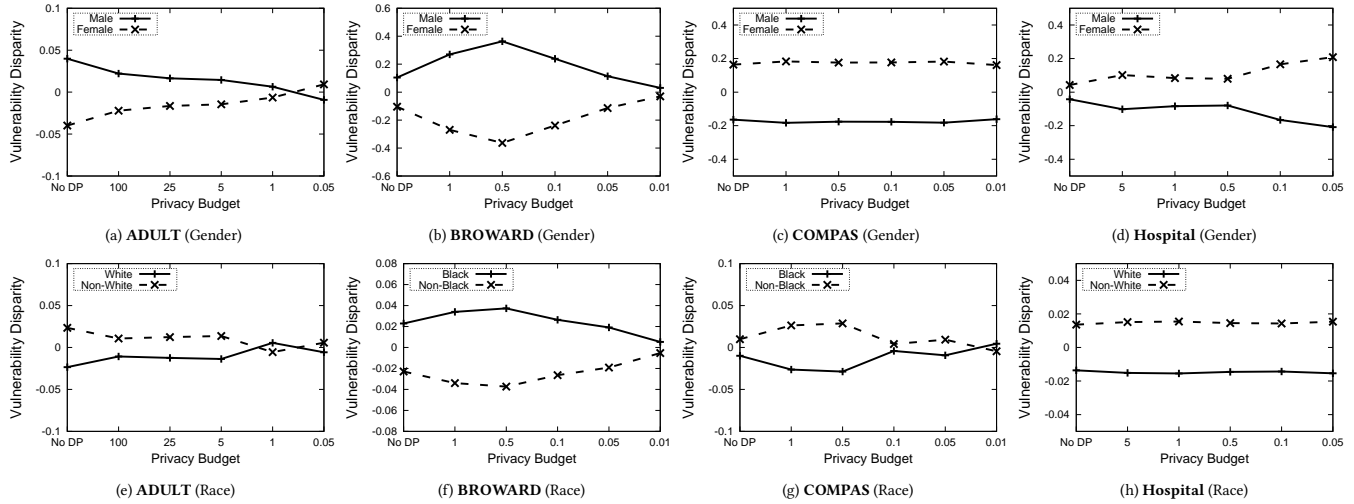 Vulnerability Disparity
0.1
0.05
0
-0.05
-0.1
Male
Female
No DP 100 25 5 1 0.05
Privacy Budget
(a) ADULT (Gender)
Vulnerability Disparity
0.6
0.4
0.2
0
-0.2
-0.4
-0.6
Male
Female
No DP 1 0.5 0.1 0.05 0.01
Privacy Budget
(b) BROWARD (Gender)
Vulnerability Disparity
0.4
0.2
0
-0.2
-0.4
Male
Female
No DP 1 0.5 0.1 0.05 0.01
Privacy Budget
(c) COMPAS (Gender)
Vulnerability Disparity
0.4
0.2
0
-0.2
-0.4
Male
Female
No DP 5 1 0.5 0.1 0.05
Privacy Budget
(d) Hospital (Gender)
Vulnerability Disparity
0.1
0.05
0
-0.05
-0.1
White
Non-White
No DP 100 25 5 1 0.05
Privacy Budget
(e) ADULT (Race)
Vulnerability Disparity
0.08
0.06
0.04
0.02
0
-0.02
-0.04
-0.06
-0.08
Black
Non-Black
No DP 1 0.5 0.1 0.05 0.01
Privacy Budget
(f) BROWARD (Race)
Vulnerability Disparity
0.1
0.05
0
-0.05
-0.1
Black
Non-Black
No DP 1 0.5 0.1 0.05 0.01
Privacy Budget
(g) COMPAS (Race)
Vulnerability Disparity
0.04
0.02
0
-0.02
-0.04
White
Non-White
No DP 5 1 0.5 0.1 0.05
Privacy Budget
(h) Hospital (Race)